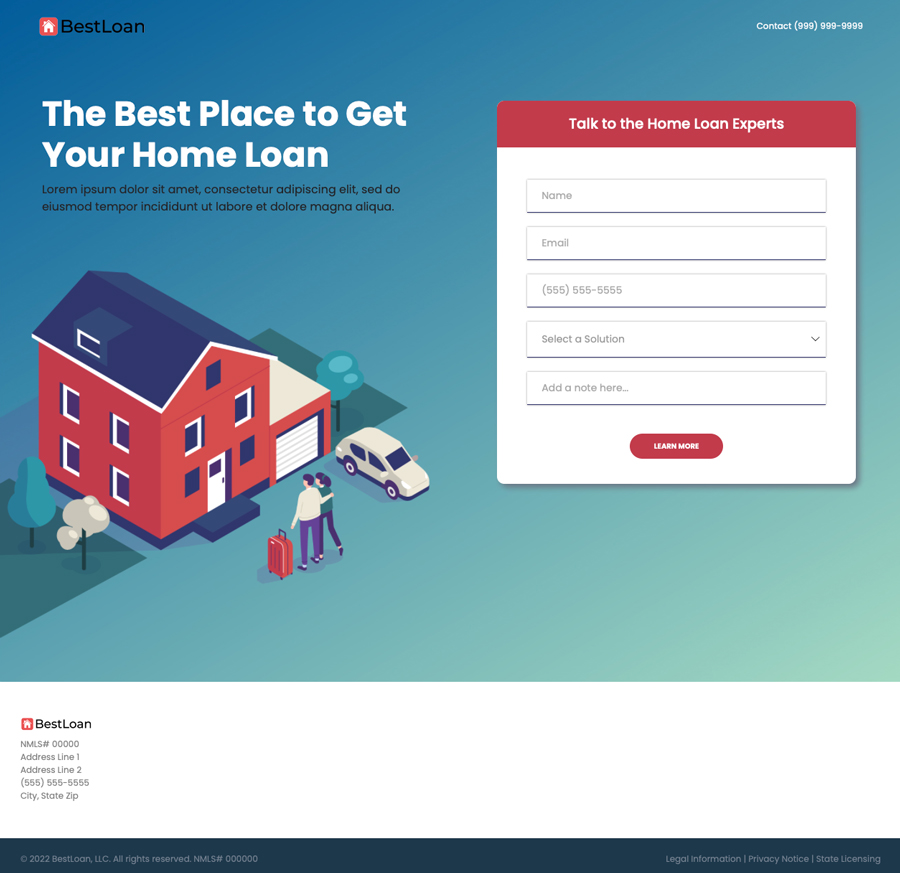 BestLoan
Contact (999) 999-9999
The Best Place to Get
Your Home Loan
Lorem ipsum dolor sit amet, consectetur adipiscing elit, sed do
eiusmod tempor incididunt ut labore et dolore magna aliqua.
Talk to the Home Loan Experts
Name
Email
(555) 555-5555
Select a Solution
Add a note here...
LEARN MORE
BestLoan
NMLS# 00000
Address Line 1
Address Line 2
(555) 555-5555
City, State Zip
© 2022 BestLoan, LLC. All rights reserved. NMLS# 000000
Legal Information | Privacy Notice | State Licensing